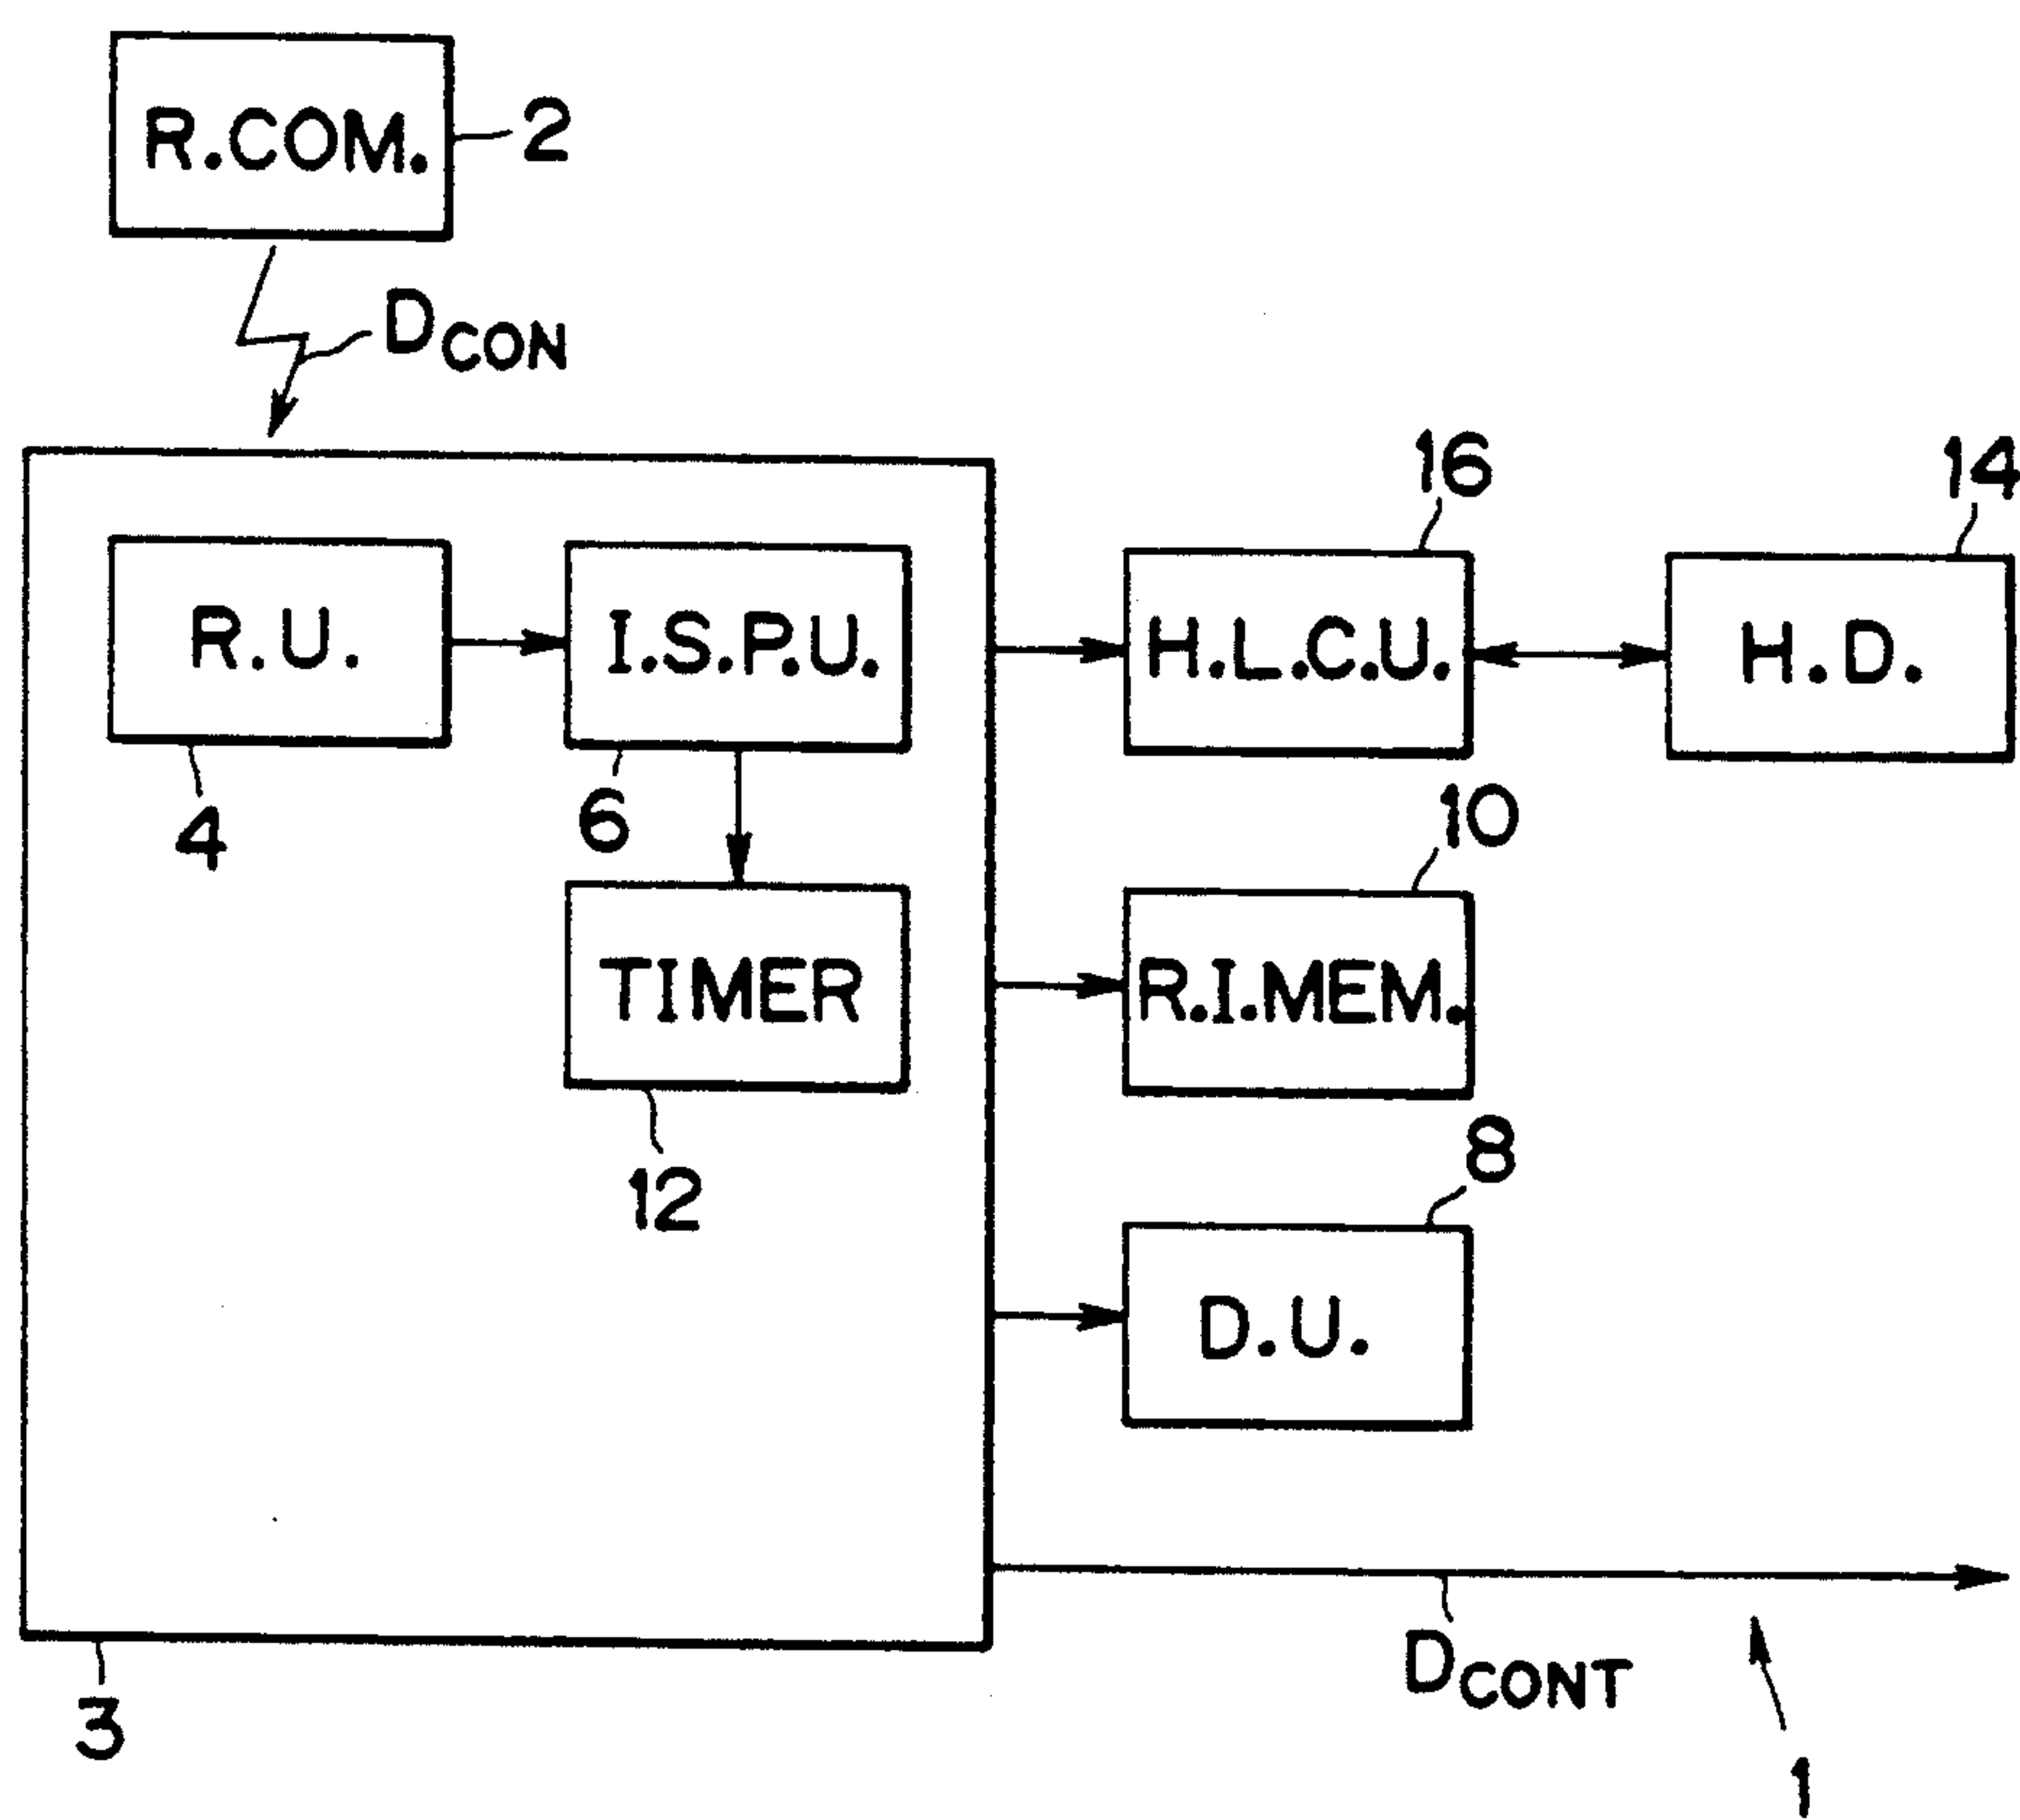 R.COM.
2
DCON
16
14
R.U.
I.S.P.U.
H.L.C.U.
H.D.
4
6
10
TIMER
R.I.MEM.
12
8
D.U.
DCONT
3
1